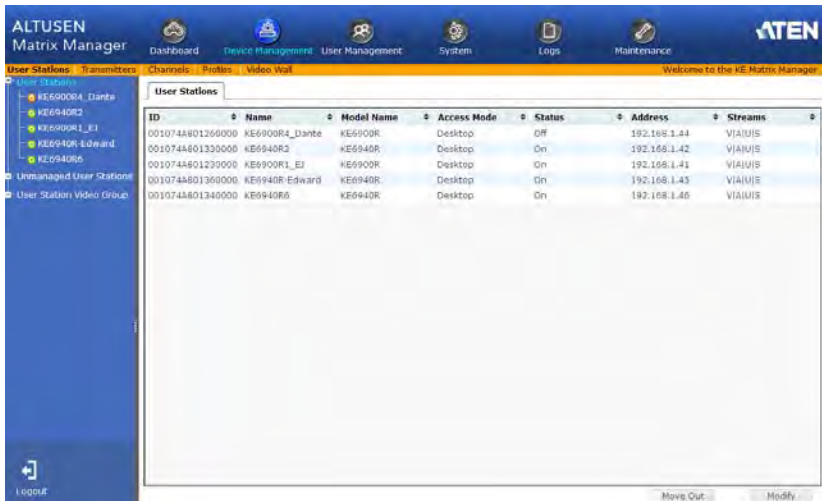 ALTUSEN
Matrix Manager
Dashboard Device Management User Management System Logs Maintenance
ATEN
User Stations Transmitters Channels Profiles Video Wall Welcome to the KE Matrix Manager
User Stations
KE6900R4_Dante
KE6940R2
KE6900R1_EJ
KE6940R-Edward
KE6940R6
Unmanaged User Stations
User Station Video Group
Logout
User Stations
ID Name Model Name Access Mode Status Address Streams
001074A801260000 KE6900R4_Dante KE6900R Desktop Off 192.168.1.44 V|A|U|S
001074A801330000 KE6940R2 KE6940R Desktop On 192.168.1.42 V|A|U|S
001074A801230000 KE6900R1_EJ KE6900R Desktop On 192.168.1.41 V|A|U|S
001074A801360000 KE6940R-Edward KE6940R Desktop On 192.168.1.45 V|A|U|S
001074A801340000 KE6940R6 KE6940R Desktop On 192.168.1.46 V|A|U|S
Move Out Modify